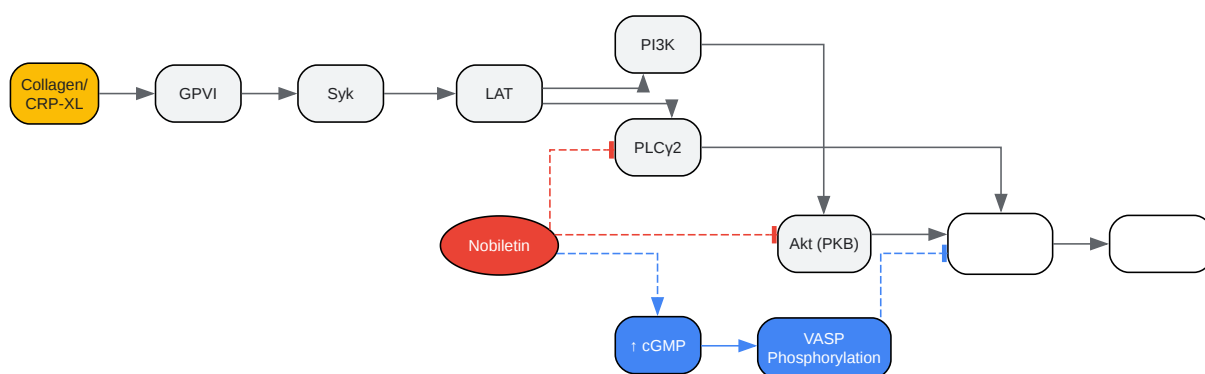 PI3K
Collagen/
CRP-XL
GPVI
Syk
LAT
PLCγ2
Nobiletin
Akt (PKB)
↑ cGMP
VASP
Phosphorylation